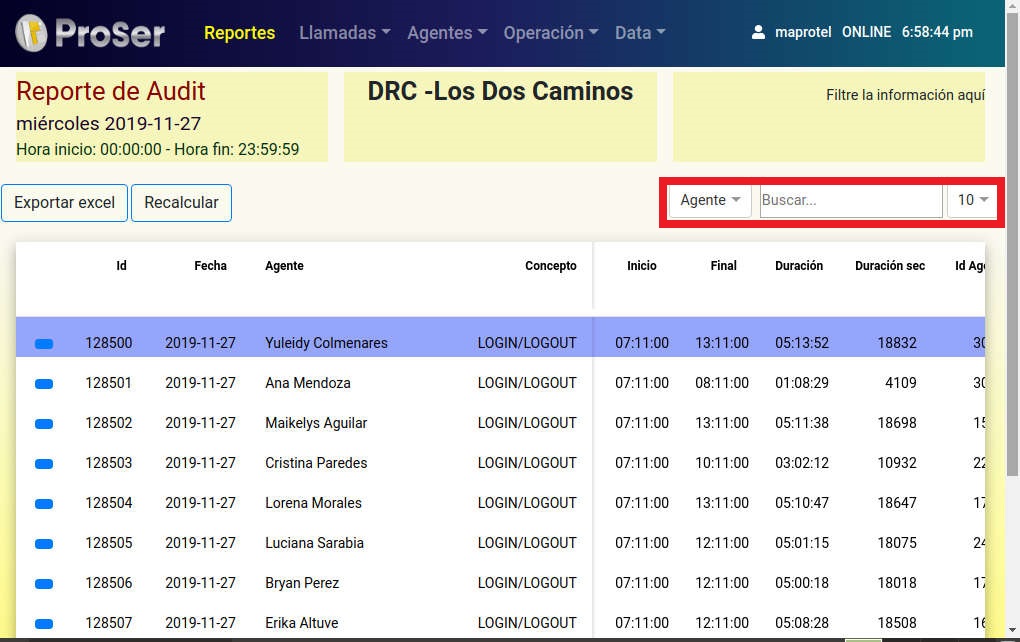 ProSer Reportes Llamadas Agentes Operación Data maprotel ONLINE 6:58:44 pm
Reporte de Audit
miércoles 2019-11-27
Hora inicio: 00:00:00 - Hora fin: 23:59:59
DRC -Los Dos Caminos
Filtre la información aquí
Exportar excel Recalcular Agente Buscar... 10
Id Fecha Agente Concepto Inicio Final Duración Duración sec Id Age
128500 2019-11-27 Yuleidy Colmenares LOGIN/LOGOUT 07:11:00 13:11:00 05:13:52 18832 30
128501 2019-11-27 Ana Mendoza LOGIN/LOGOUT 07:11:00 08:11:00 01:08:29 4109 30
128502 2019-11-27 Maikelys Aguilar LOGIN/LOGOUT 07:11:00 13:11:00 05:11:38 18698 15
128503 2019-11-27 Cristina Paredes LOGIN/LOGOUT 07:11:00 10:11:00 03:02:12 10932 22
128504 2019-11-27 Lorena Morales LOGIN/LOGOUT 07:11:00 13:11:00 05:10:47 18647 17
128505 2019-11-27 Luciana Sarabia LOGIN/LOGOUT 07:11:00 12:11:00 05:01:15 18075 24
128506 2019-11-27 Bryan Perez LOGIN/LOGOUT 07:11:00 12:11:00 05:00:18 18018 17
128507 2019-11-27 Erika Altuve LOGIN/LOGOUT 07:11:00 12:11:00 05:08:28 18508 16